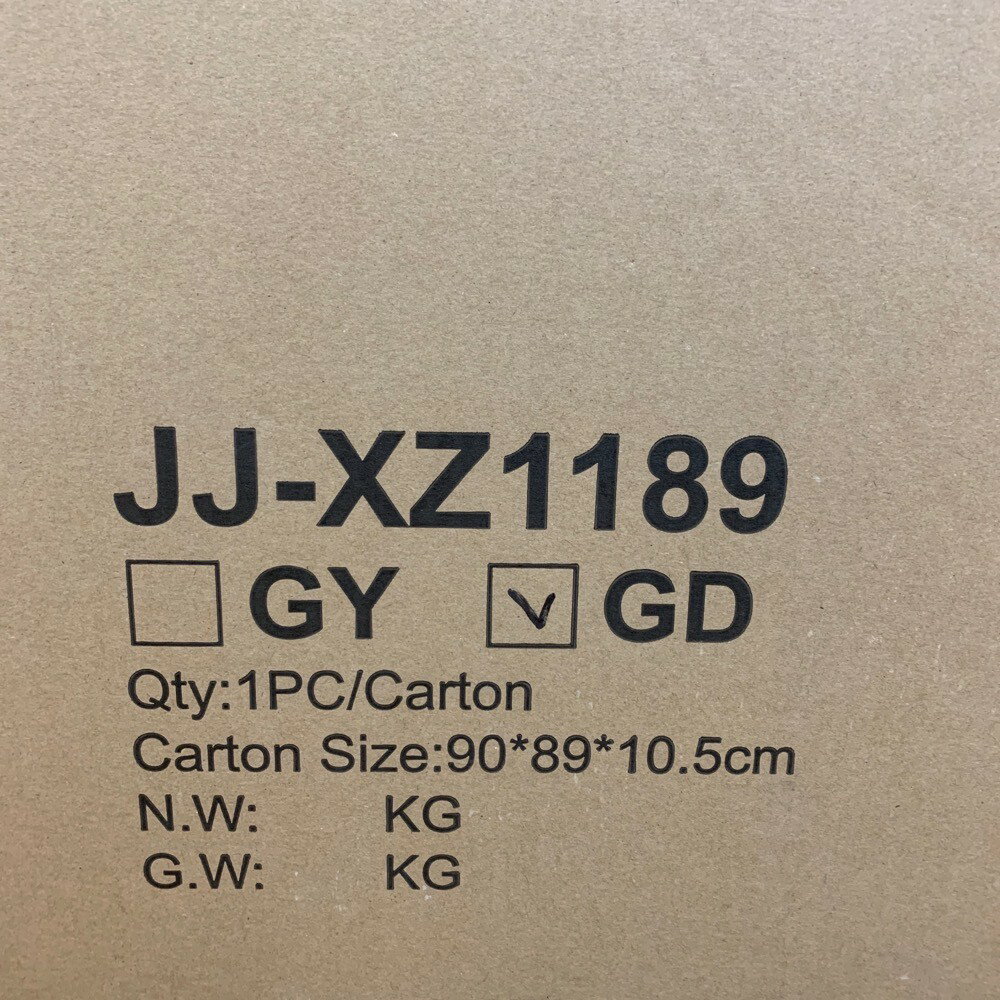 JJ-XZ1189
☐ GY ☑ GD
Qty:1PC/Carton
Carton Size:90*89*10.5cm
N.W: KG
G.W: KG